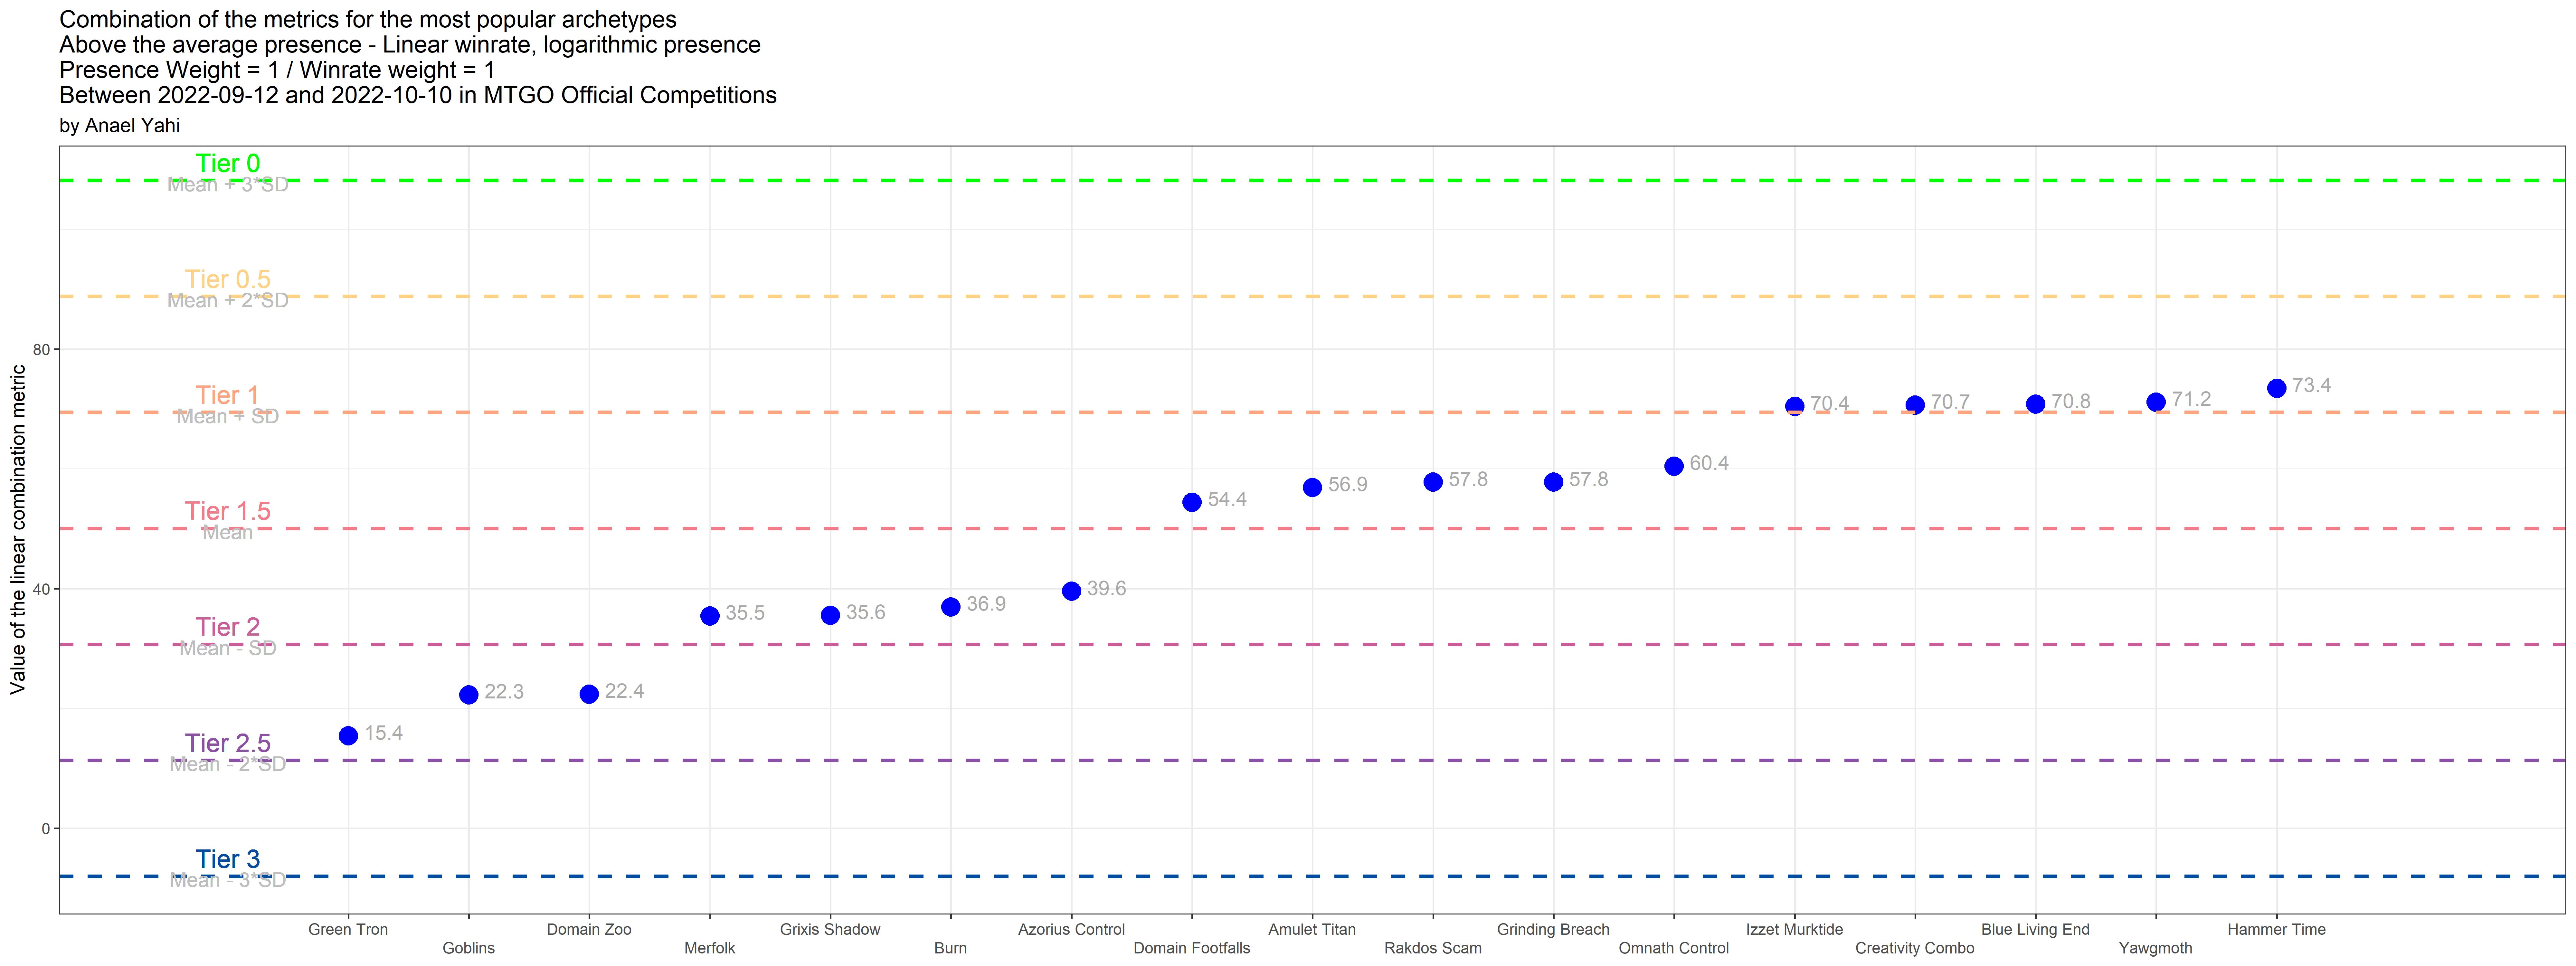 Combination of the metrics for the most popular archetypes
Above the average presence - Linear winrate, logarithmic presence
Presence Weight = 1 / Winrate weight = 1
Between 2022-09-12 and 2022-10-10 in MTGO Official Competitions
by Anael Yahi
Value of the linear combination metric
Tier 0
Mean + 3*SD
Tier 0.5
Mean + 2*SD
80
Tier 1
Mean + SD
73.4
71.2
70.8
70.7
70.4
60.4
57.8
57.8
56.9
54.4
Tier 1.5
Mean
40
39.6
36.9
35.6
35.5
Tier 2
Mean - SD
22.4
22.3
15.4
Tier 2.5
Mean - 2*SD
0
Tier 3
Mean - 3*SD
Green Tron
Goblins
Domain Zoo
Merfolk
Grixis Shadow
Burn
Azorius Control
Domain Footfalls
Amulet Titan
Rakdos Scam
Grinding Breach
Omnath Control
Izzet Murktide
Creativity Combo
Blue Living End
Yawgmoth
Hammer Time